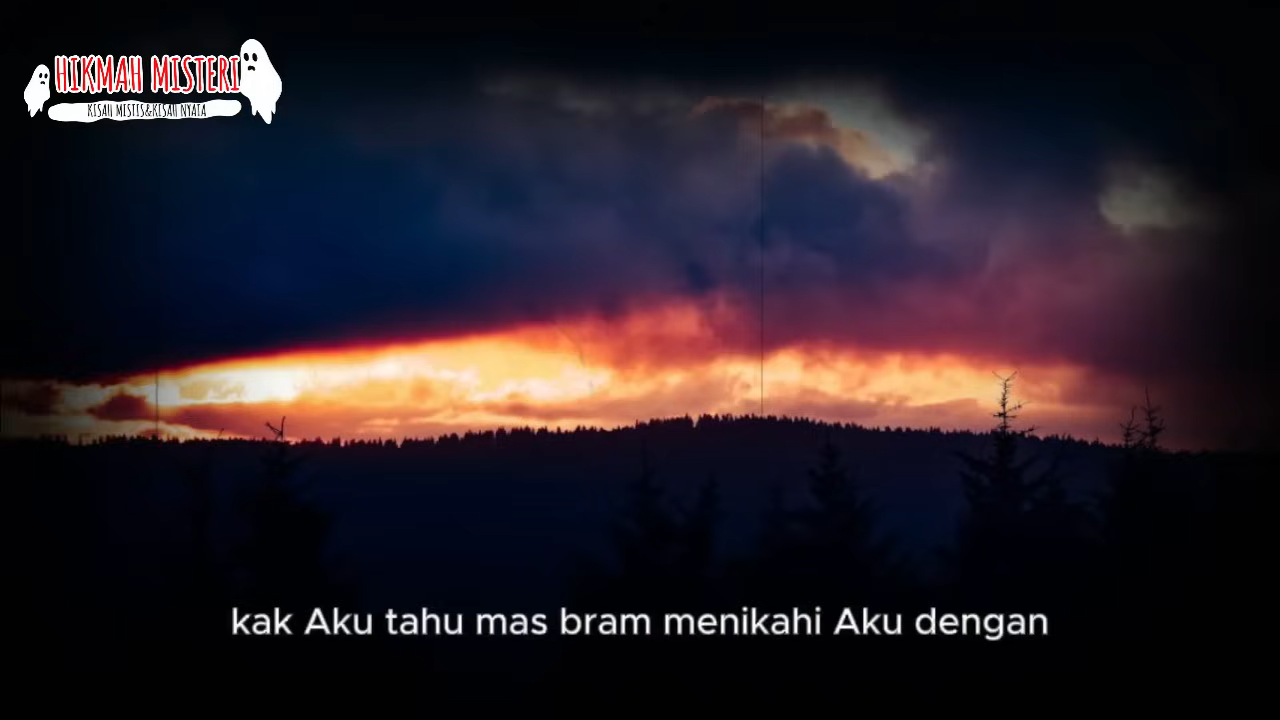 HIKMAH MISTERI
KISAH MISTIS&KISAH NYATA
kak Aku tahu mas bram menikahi Aku dengan